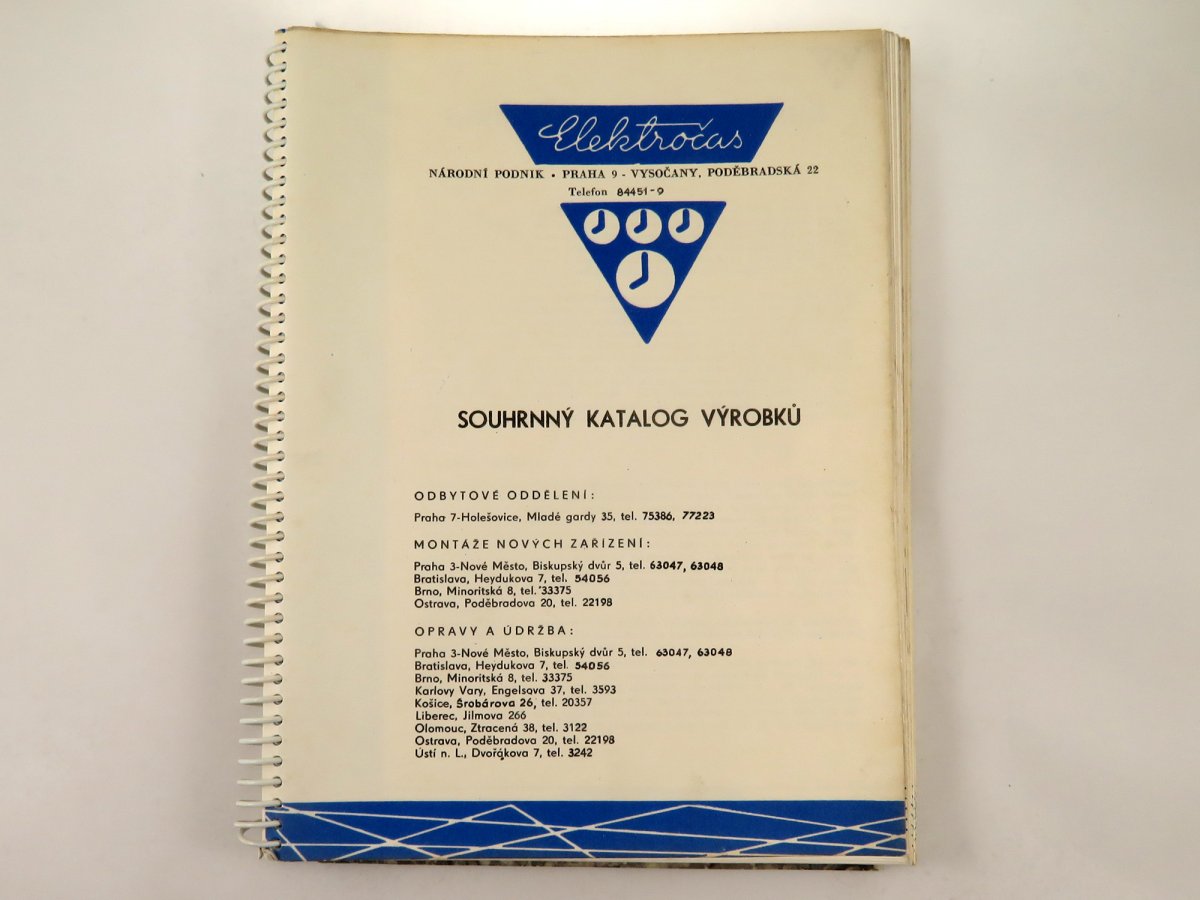 Elektročas
NÁRODNÍ PODNIK • PRAHA 9 - VYSOČANY, PODĚBRADSKÁ 22
Telefon 84451-9
SOUHRNNÝ KATALOG VÝROBKŮ
ODBYTOVÉ ODDĚLENÍ:
Praha 7-Holešovice, Mladé gardy 35, tel. 75386, 77223
MONTÁŽE NOVÝCH ZAŘÍZENÍ:
Praha 3-Nové Město, Biskupský dvůr 5, tel. 63047, 63048
Bratislava, Heydukova 7, tel. 54056
Brno, Minoritská 8, tel. 33375
Ostrava, Poděbradova 20, tel. 22198
OPRAVY A ÚDRŽBA:
Praha 3-Nové Město, Biskupský dvůr 5, tel. 63047, 63048
Bratislava, Heydukova 7, tel. 54056
Brno, Minoritská 8, tel. 33375
Karlovy Vary, Engelsova 37, tel. 3593
Košice, Šrobárova 26, tel. 20357
Liberec, Jilmova 266
Olomouc, Ztracená 38, tel. 3122
Ostrava, Poděbradova 20, tel. 22198
Ústí n. L., Dvořákova 7, tel. 3242